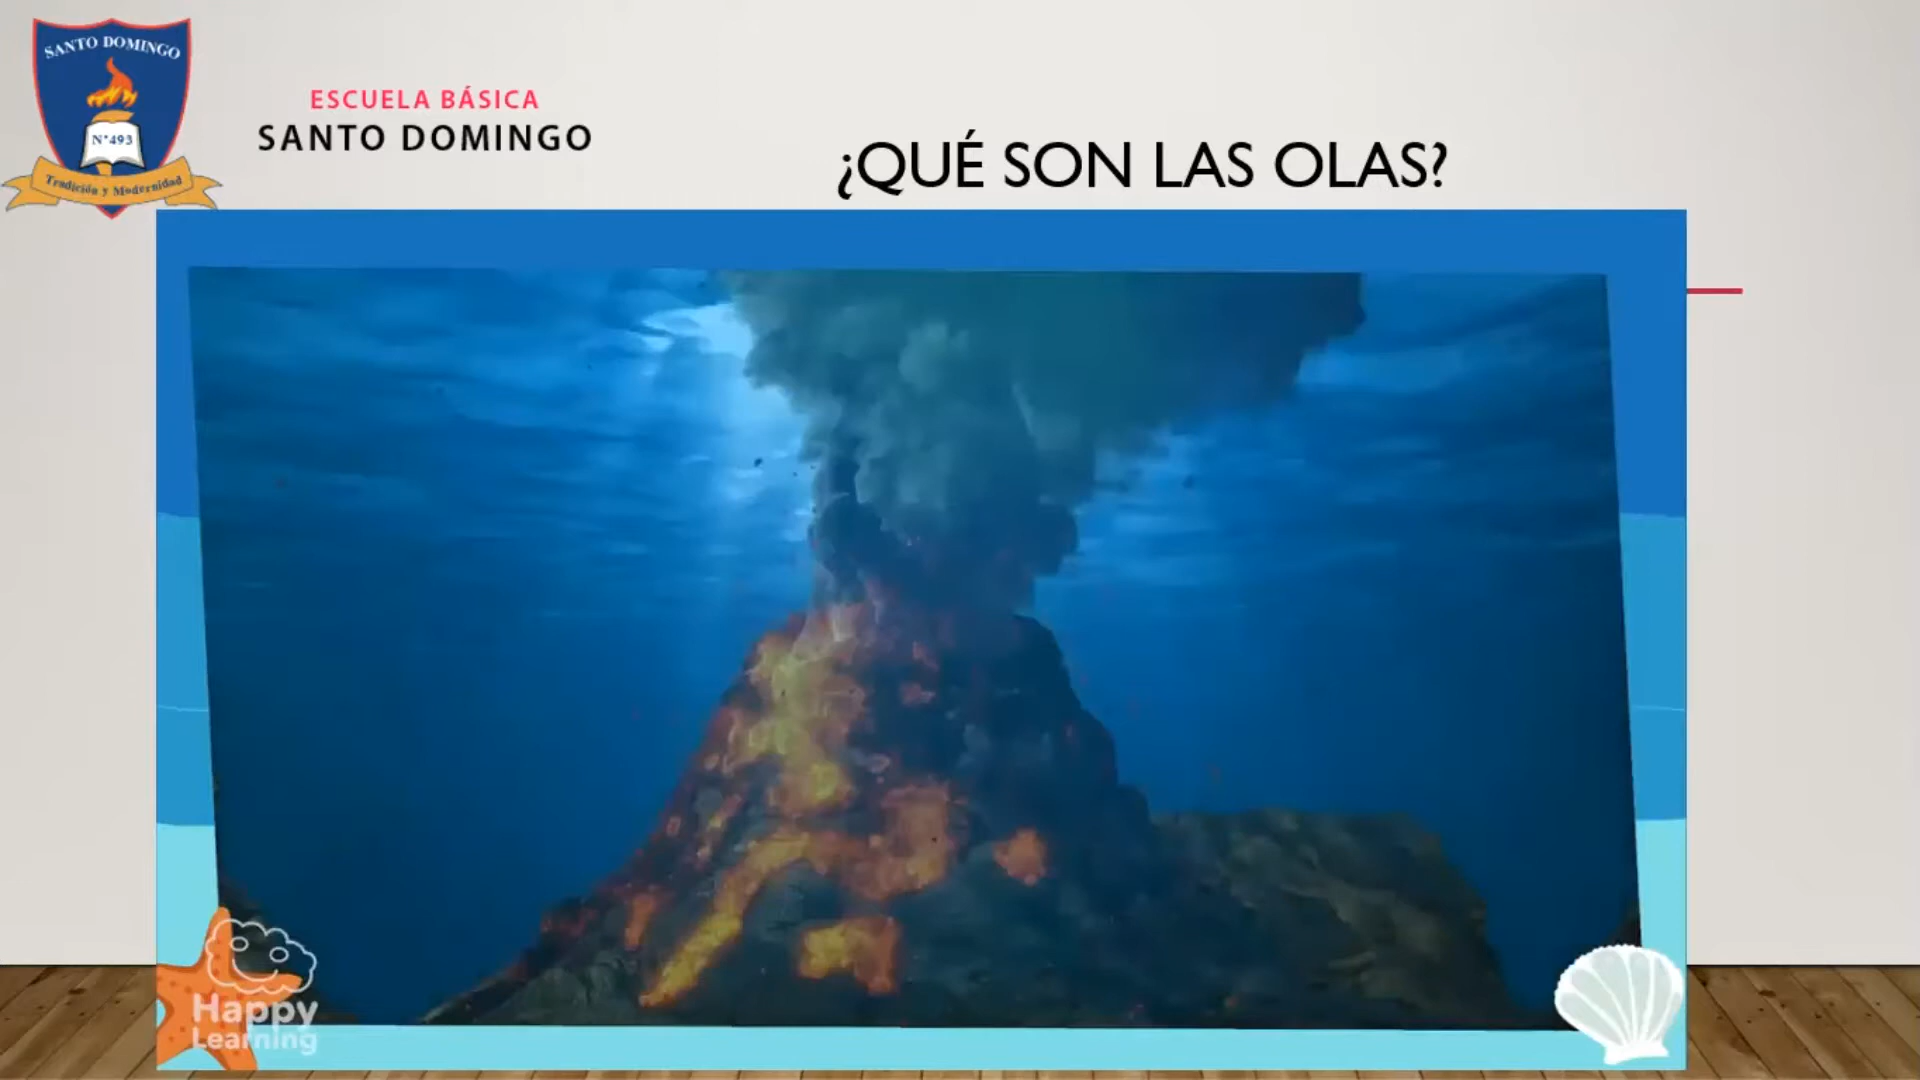 SANTO DOMINGO
N°493
Tradición y Modernidad
ESCUELA BÁSICA
SANTO DOMINGO
¿QUÉ SON LAS OLAS?
Happy
Learning